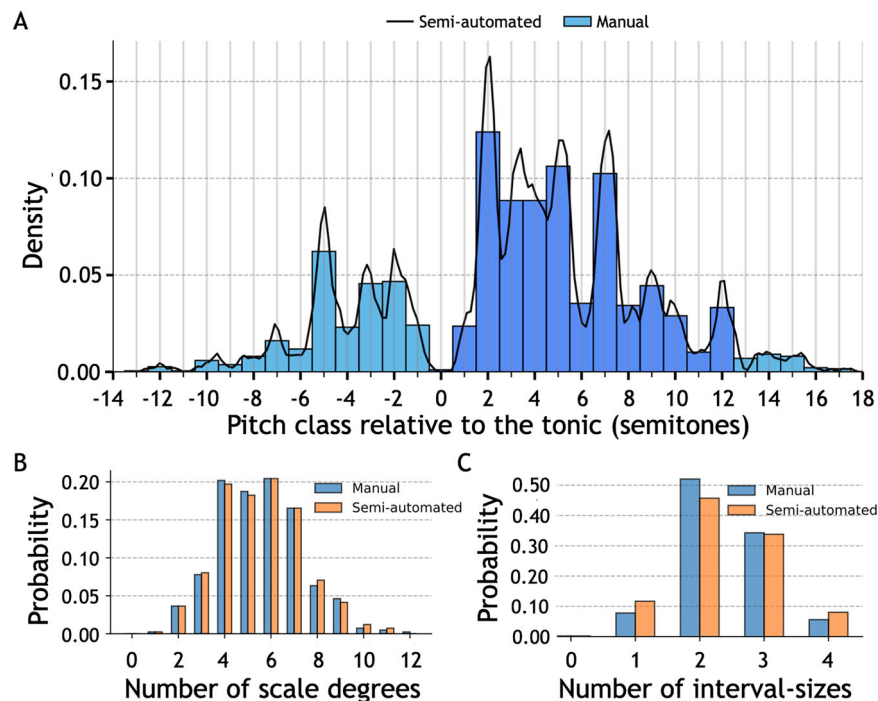 A
Semi-automated Manual
Density
0.15
0.10
0.05
0.00
-14 -12 -10 -8 -6 -4 -2 0 2 4 6 8 10 12 14 16 18
Pitch class relative to the tonic (semitones)
B
Probability
0.20
0.15
0.10
0.05
0.00
Manual
Semi-automated
0 2 4 6 8 10 12
Number of scale degrees
C
Probability
0.50
0.40
0.30
0.20
0.10
0.00
Manual
Semi-automated
0 1 2 3 4
Number of interval-sizes